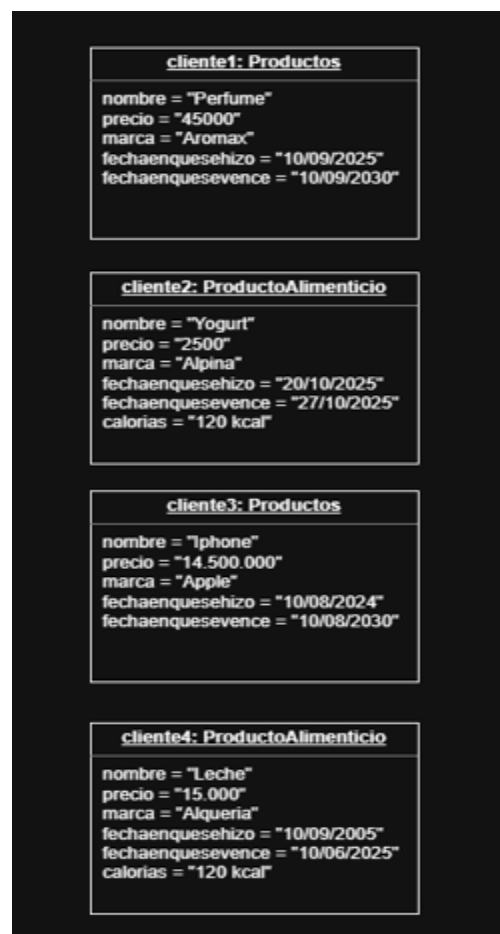 cliente1: Productos
nombre = "Perfume"
precio = "45000"
marca = "Aromax"
fechaenquesehizo = "10/09/2025"
fechaenquesevence = "10/09/2030"
cliente2: ProductoAlimenticio
nombre = "Yogurt"
precio = "2500"
marca = "Alpina"
fechaenquesehizo = "20/10/2025"
fechaenquesevence = "27/10/2025"
calorias = "120 kcal"
cliente3: Productos
nombre = "Iphone"
precio = "14.500.000"
marca = "Apple"
fechaenquesehizo = "10/08/2024"
fechaenquesevence = "10/08/2030"
cliente4: ProductoAlimenticio
nombre = "Leche"
precio = "15.000"
marca = "Alqueria"
fechaenquesehizo = "10/09/2005"
fechaenquesevence = "10/06/2025"
calorias = "120 kcal"